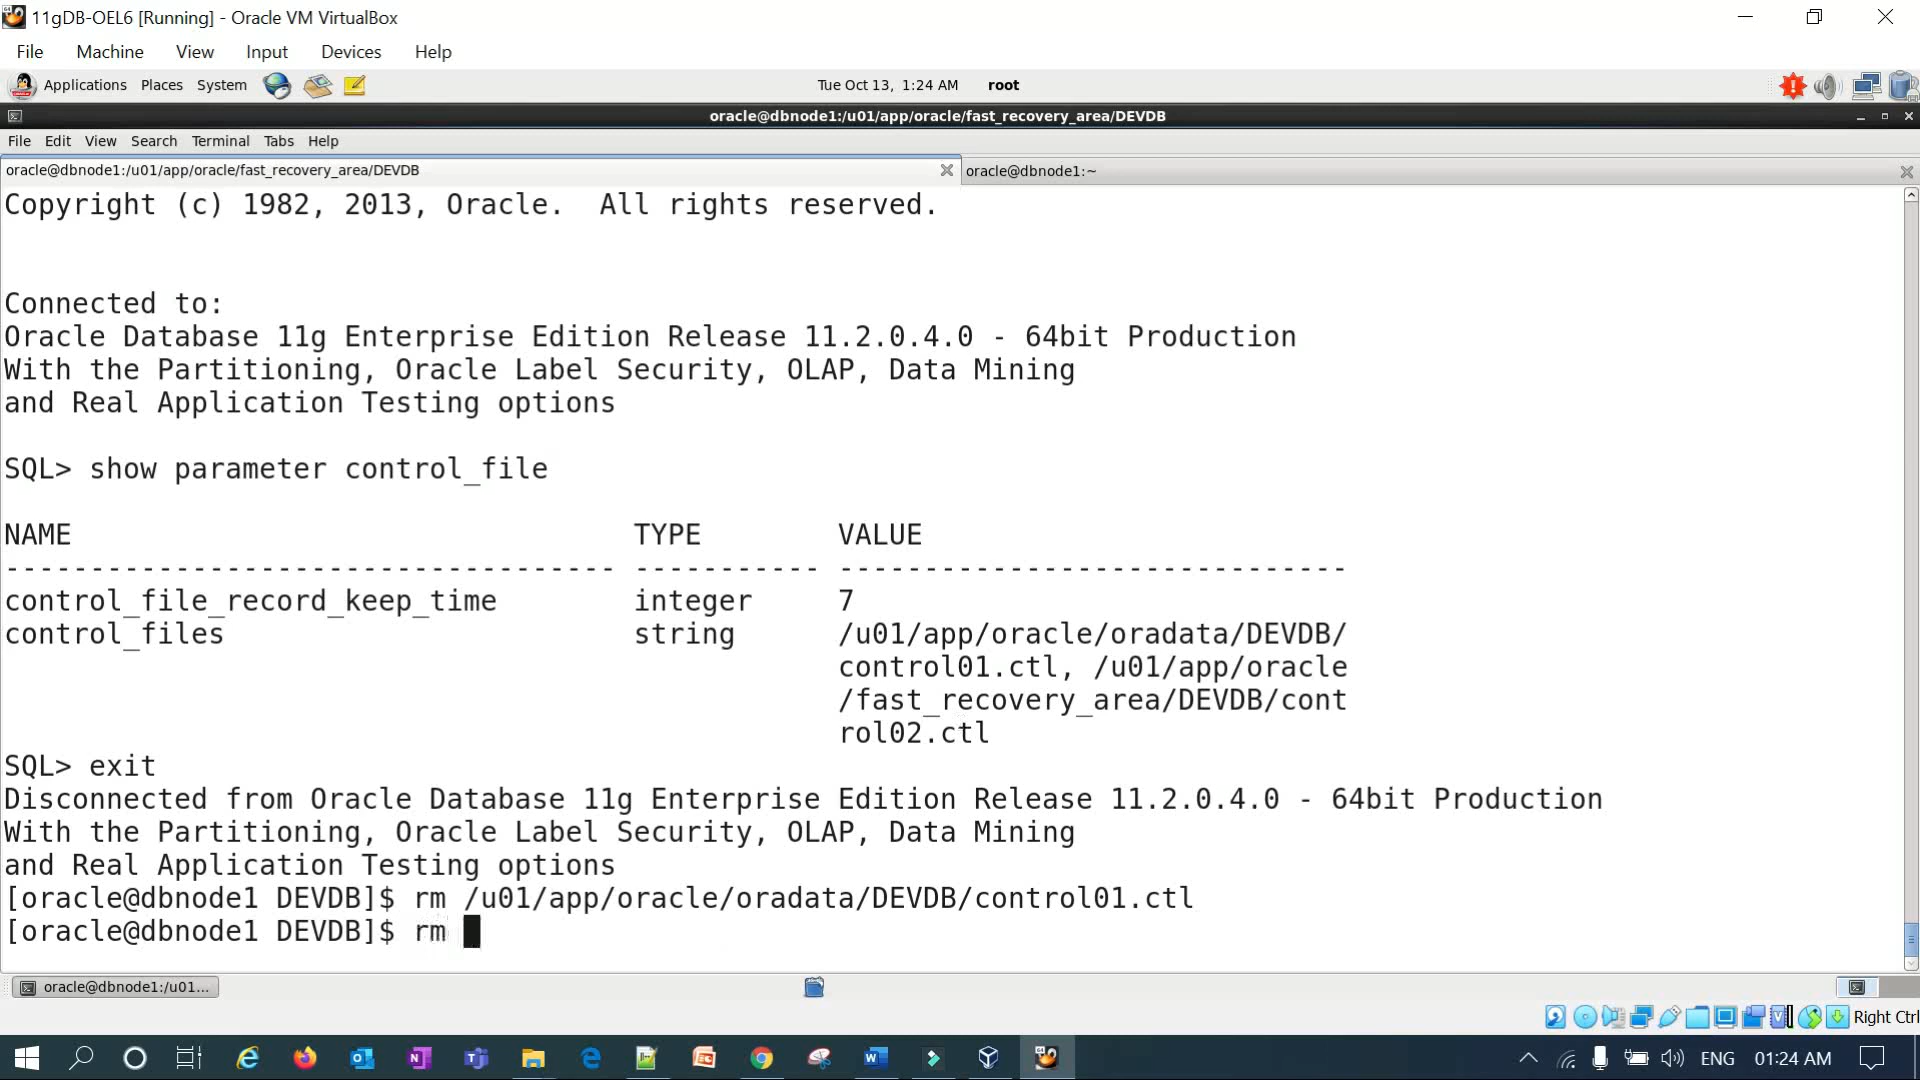 11gDB-OEL6 [Running] - Oracle VM VirtualBox
File Machine View Input Devices Help
Applications Places System Tue Oct 13, 1:24 AM root
oracle@dbnode1:/u01/app/oracle/fast_recovery_area/DEVDB
File Edit View Search Terminal Tabs Help
oracle@dbnode1:/u01/app/oracle/fast_recovery_area/DEVDB oracle@dbnode1:~
Copyright (c) 1982, 2013, Oracle.  All rights reserved.
Connected to:
Oracle Database 11g Enterprise Edition Release 11.2.0.4.0 - 64bit Production
With the Partitioning, Oracle Label Security, OLAP, Data Mining
and Real Application Testing options
SQL> show parameter control_file
NAME                                 TYPE        VALUE
------------------------------------ ----------- ------------------------------
control_file_record_keep_time        integer     7
control_files                        string      /u01/app/oracle/oradata/DEVDB/
                                                 control01.ctl, /u01/app/oracle
                                                 /fast_recovery_area/DEVDB/cont
                                                 rol02.ctl
SQL> exit
Disconnected from Oracle Database 11g Enterprise Edition Release 11.2.0.4.0 - 64bit Production
With the Partitioning, Oracle Label Security, OLAP, Data Mining
and Real Application Testing options
[oracle@dbnode1 DEVDB]$ rm /u01/app/oracle/oradata/DEVDB/control01.ctl
[oracle@dbnode1 DEVDB]$ rm
oracle@dbnode1:/u01...
Right Ctrl
ENG 01:24 AM